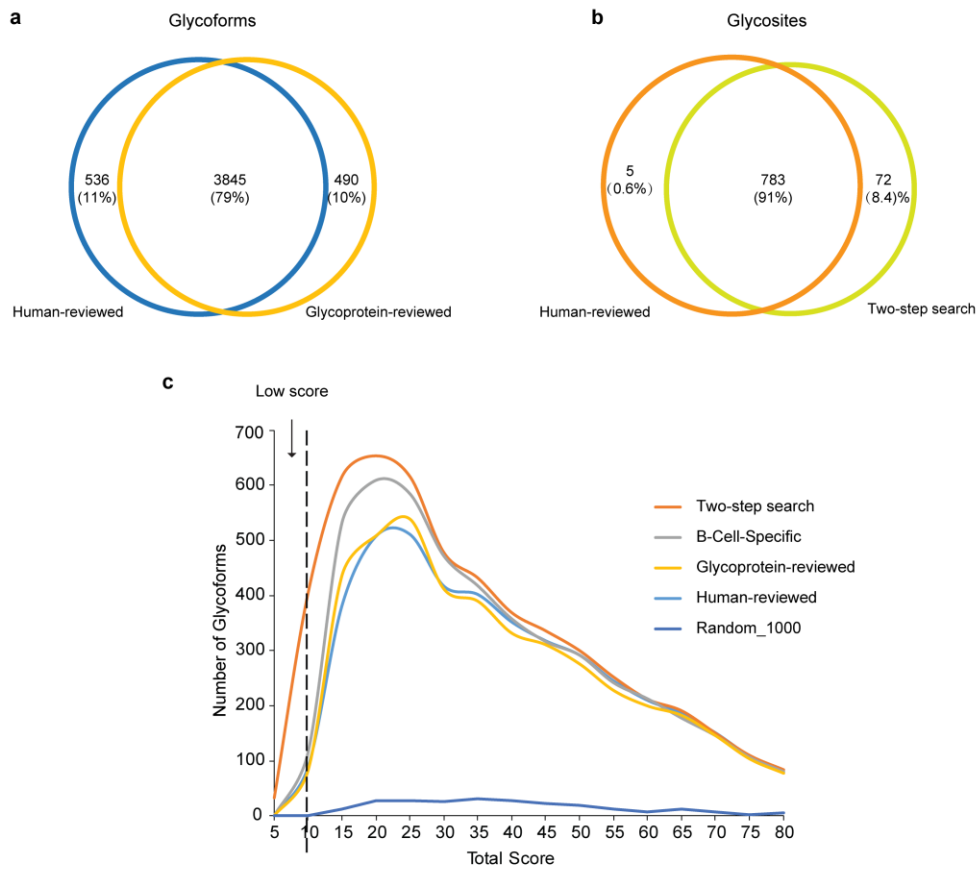 a
Glycoforms
536
(11%)
3845
(79%)
490
(10%)
Human-reviewed
Glycoprotein-reviewed
b
Glycosites
5
(0.6%)
783
(91%)
72
(8.4)%
Human-reviewed
Two-step search
c
Low score
Number of Glycoforms
700
600
500
400
300
200
100
0
5 10 15 20 25 30 35 40 45 50 55 60 65 70 75 80
Total Score
Two-step search
B-Cell-Specific
Glycoprotein-reviewed
Human-reviewed
Random_1000